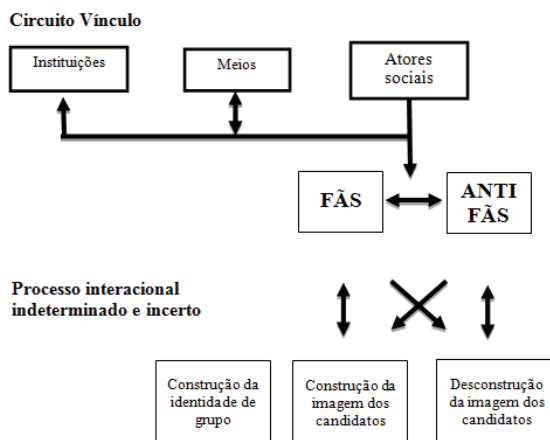 Circuito Vínculo
Instituições
Meios
Atores
sociais
FÃS
ANTI
FÃS
Processo interacional
indeterminado e incerto
Construção da
identidade de
grupo
Construção da
imagem dos
candidatos
Desconstrução
da imagem dos
candidatos